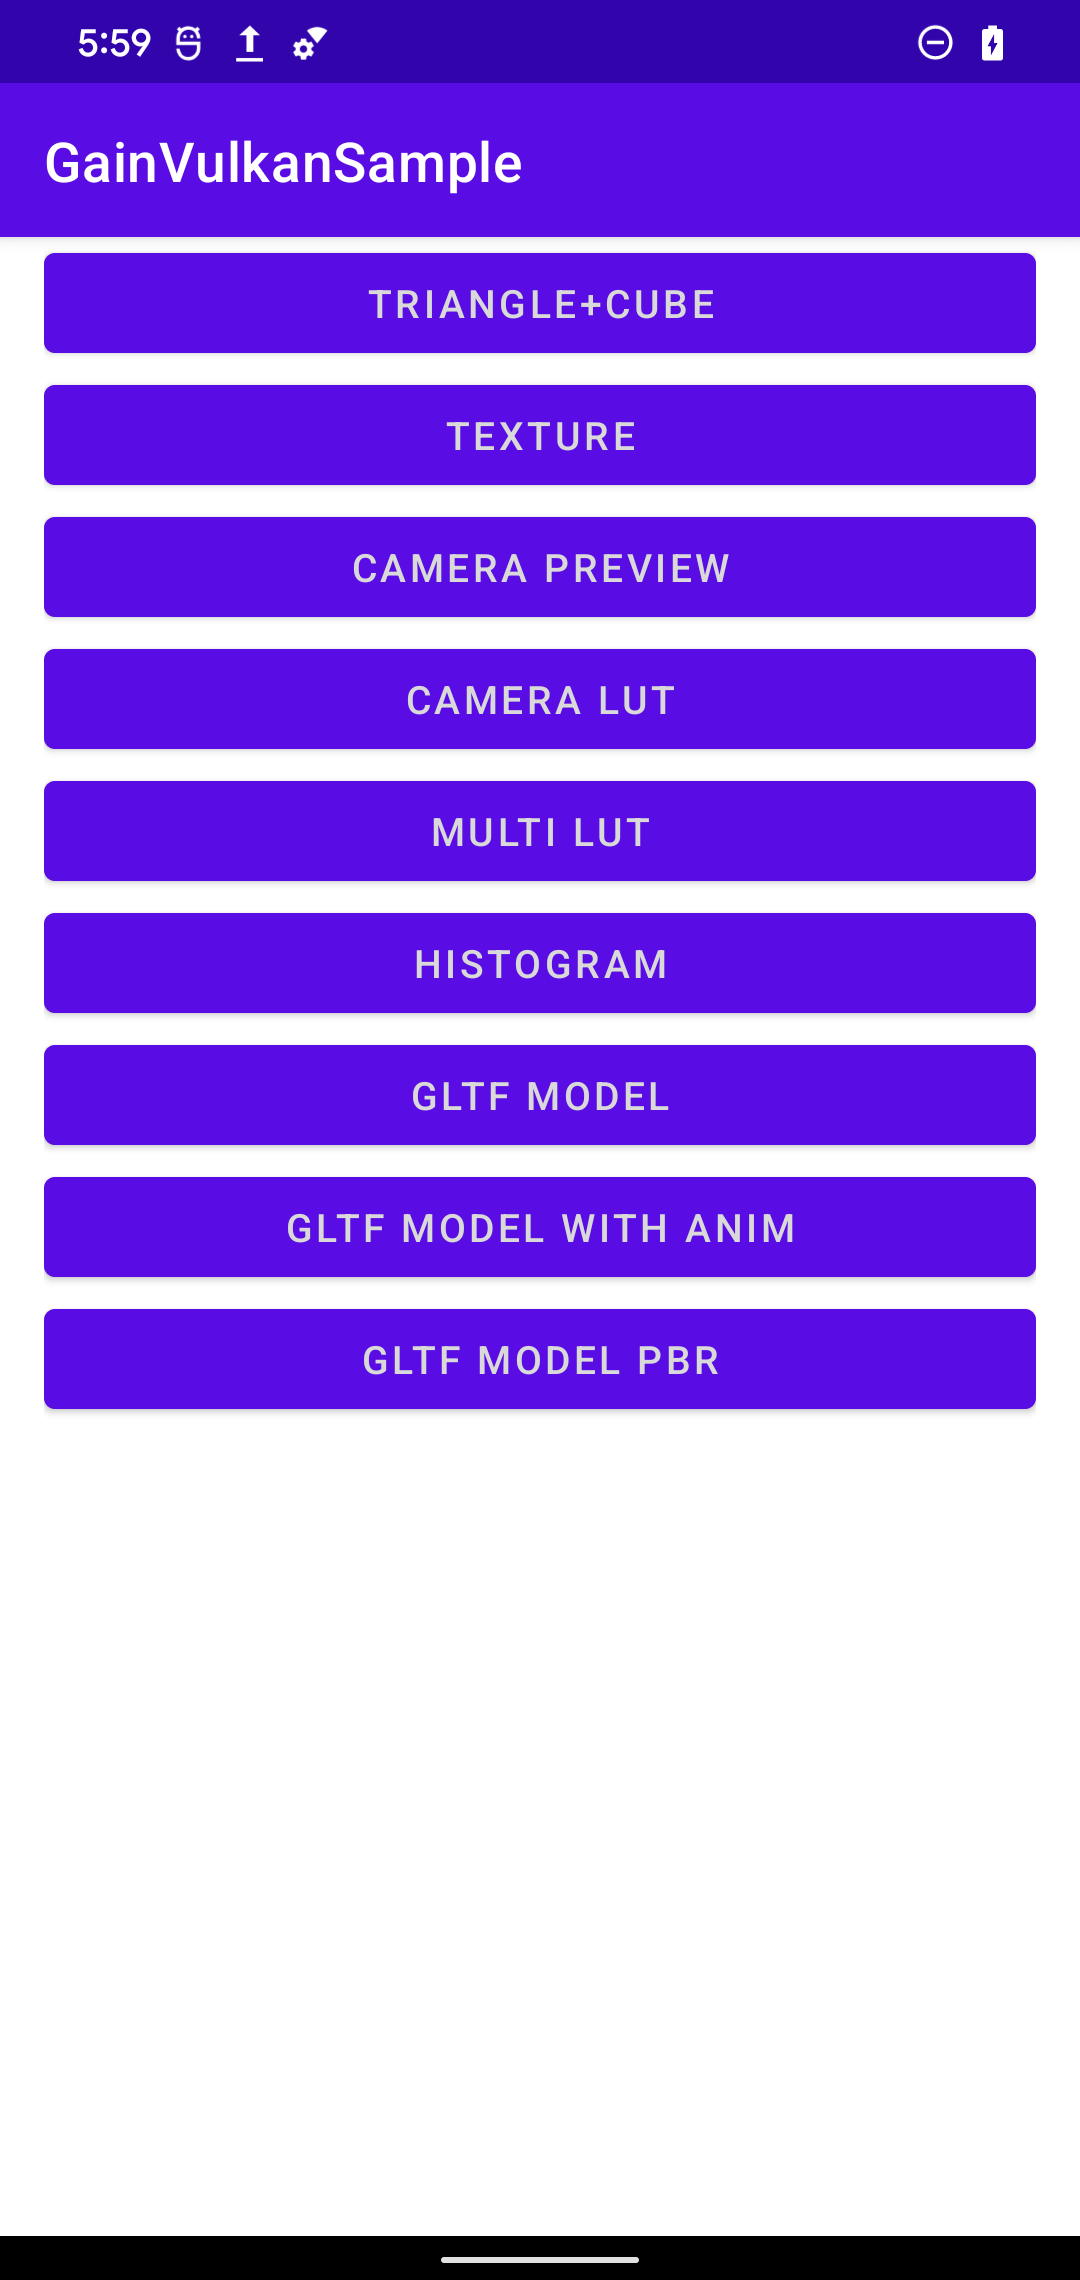 5:59
GainVulkanSample
TRIANGLE+CUBE
TEXTURE
CAMERA PREVIEW
CAMERA LUT
MULTI LUT
HISTOGRAM
GLTF MODEL
GLTF MODEL WITH ANIM
GLTF MODEL PBR